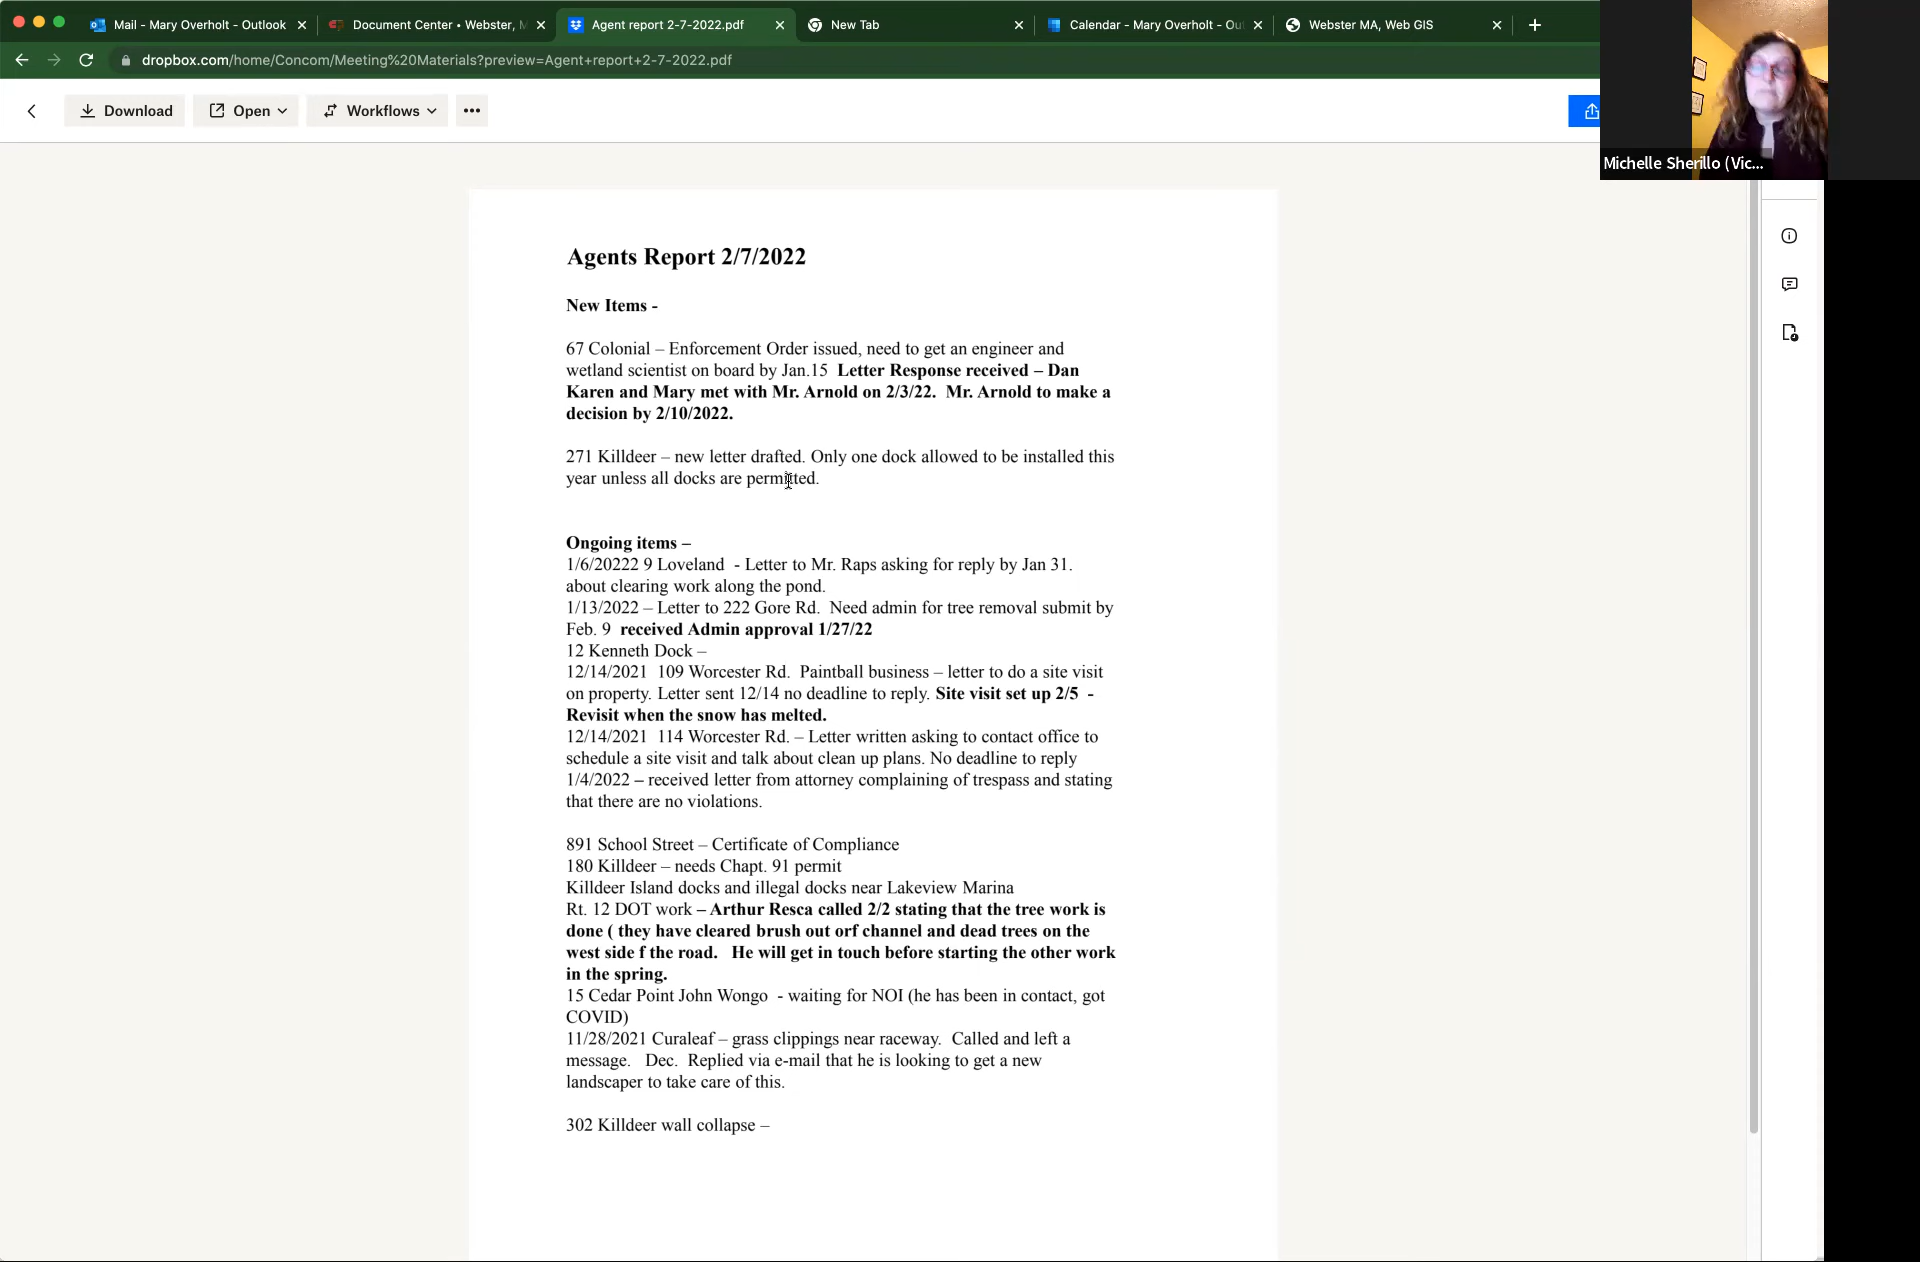 Mail - Mary Overholt - Outlook
Document Center • Webster, M
Agent report 2-7-2022.pdf
New Tab
Calendar - Mary Overholt - Ou
Webster MA, Web GIS
dropbox.com/home/Concom/Meeting%20Materials?preview=Agent+report+2-7-2022.pdf
Download
Open
Workflows
Michelle Sherillo (Vic...
Agents Report 2/7/2022
New Items -
67 Colonial – Enforcement Order issued, need to get an engineer and
wetland scientist on board by Jan.15  Letter Response received – Dan
Karen and Mary met with Mr. Arnold on 2/3/22.  Mr. Arnold to make a
decision by 2/10/2022.
271 Killdeer – new letter drafted. Only one dock allowed to be installed this
year unless all docks are permitted.
Ongoing items –
1/6/20222 9 Loveland  - Letter to Mr. Raps asking for reply by Jan 31.
about clearing work along the pond.
1/13/2022 – Letter to 222 Gore Rd.  Need admin for tree removal submit by
Feb. 9  received Admin approval 1/27/22
12 Kenneth Dock –
12/14/2021  109 Worcester Rd.  Paintball business – letter to do a site visit
on property. Letter sent 12/14 no deadline to reply. Site visit set up 2/5  -
Revisit when the snow has melted.
12/14/2021  114 Worcester Rd. – Letter written asking to contact office to
schedule a site visit and talk about clean up plans. No deadline to reply
1/4/2022 – received letter from attorney complaining of trespass and stating
that there are no violations.
891 School Street – Certificate of Compliance
180 Killdeer – needs Chapt. 91 permit
Killdeer Island docks and illegal docks near Lakeview Marina
Rt. 12 DOT work – Arthur Resca called 2/2 stating that the tree work is
done ( they have cleared brush out orf channel and dead trees on the
west side f the road.   He will get in touch before starting the other work
in the spring.
15 Cedar Point John Wongo  - waiting for NOI (he has been in contact, got
COVID)
11/28/2021 Curaleaf – grass clippings near raceway.  Called and left a
message.   Dec.  Replied via e-mail that he is looking to get a new
landscaper to take care of this.
302 Killdeer wall collapse –